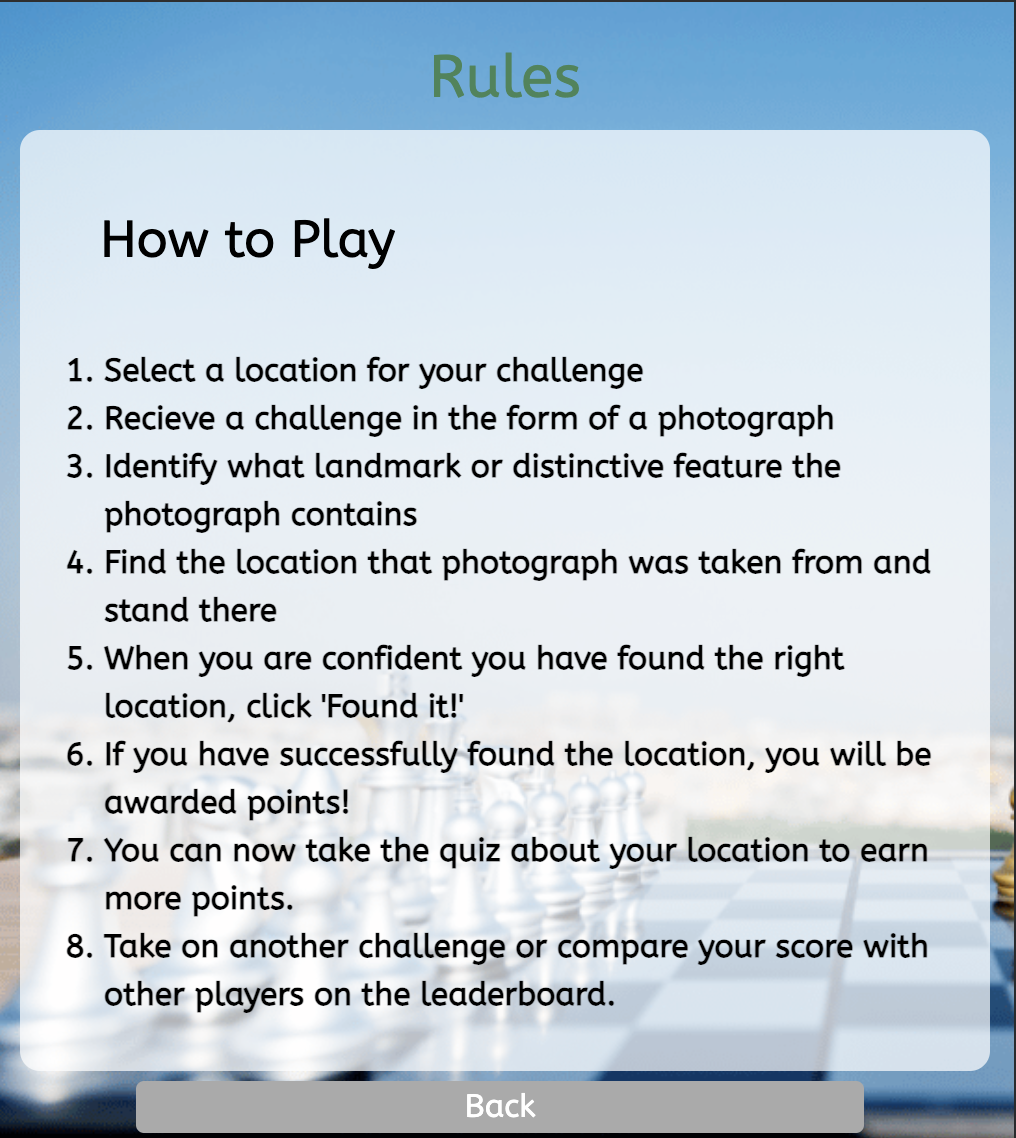 Rules
How to Play
1. Select a location for your challenge
2. Recieve a challenge in the form of a photograph
3. Identify what landmark or distinctive feature the
photograph contains
4. Find the location that photograph was taken from and
stand there
5. When you are confident you have found the right
location, click 'Found it!'
6. If you have successfully found the location, you will be
awarded points!
7. You can now take the quiz about your location to earn
more points.
8. Take on another challenge or compare your score with
other players on the leaderboard.
Back